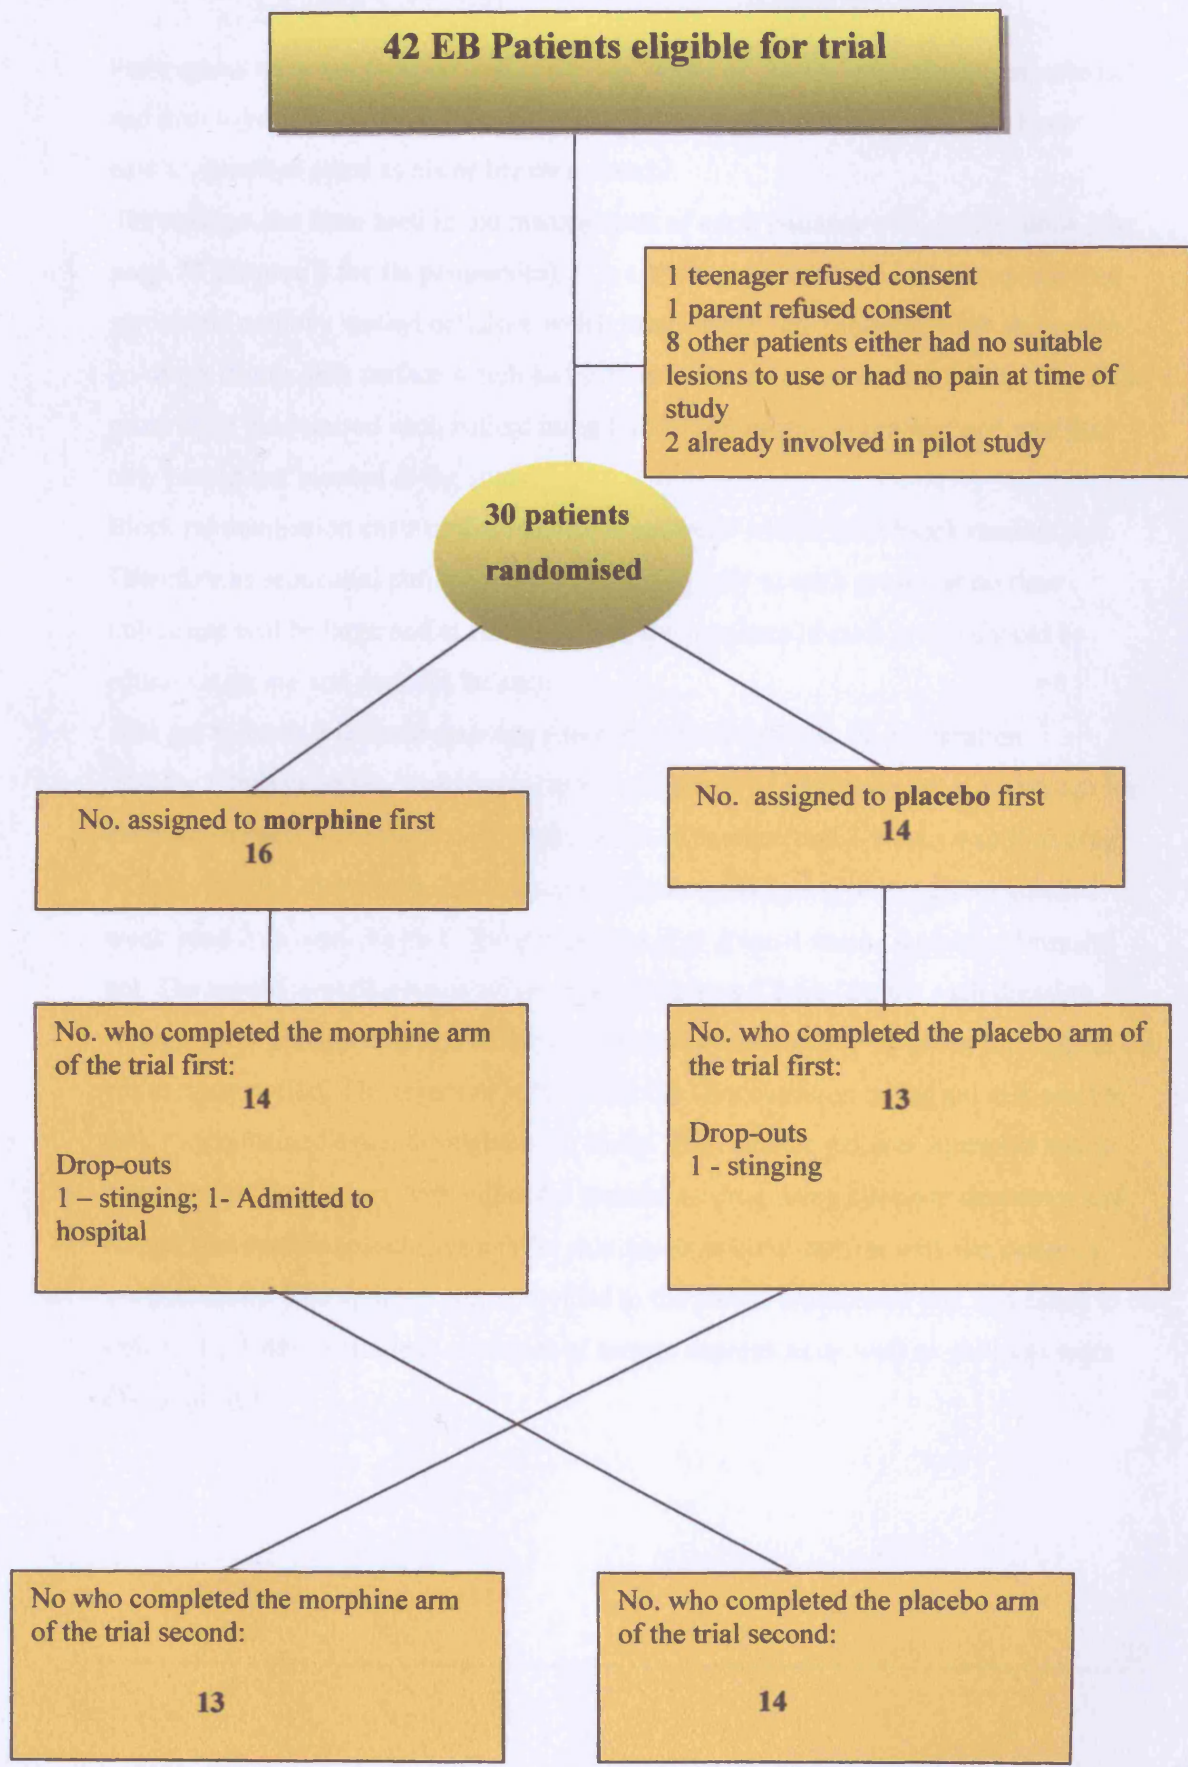 42 EB Patients eligible for trial
1 teenager refused consent
1 parent refused consent
8 other patients either had no suitable
lesions to use or had no pain at time of
study
2 already involved in pilot study
30 patients
randomised
No. assigned to morphine first
16
No. assigned to placebo first
14
No. who completed the morphine arm
of the trial first:
14
Drop-outs
1 – stinging; 1- Admitted to
hospital
No. who completed the placebo arm of
the trial first:
13
Drop-outs
1 - stinging
No who completed the morphine arm
of the trial second:
13
No. who completed the placebo arm
of the trial second:
14